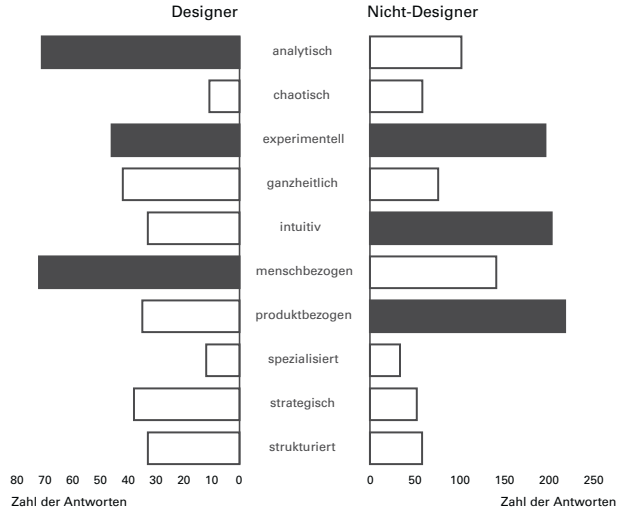 Designer Nicht-Designer
analytisch
chaotisch
experimentell
ganzheitlich
intuitiv
menschbezogen
produktbezogen
spezialisiert
strategisch
strukturiert
80 70 60 50 40 30 20 10 0 0 100 150 200 250
Zahl der Antworten Zahl der Antworten